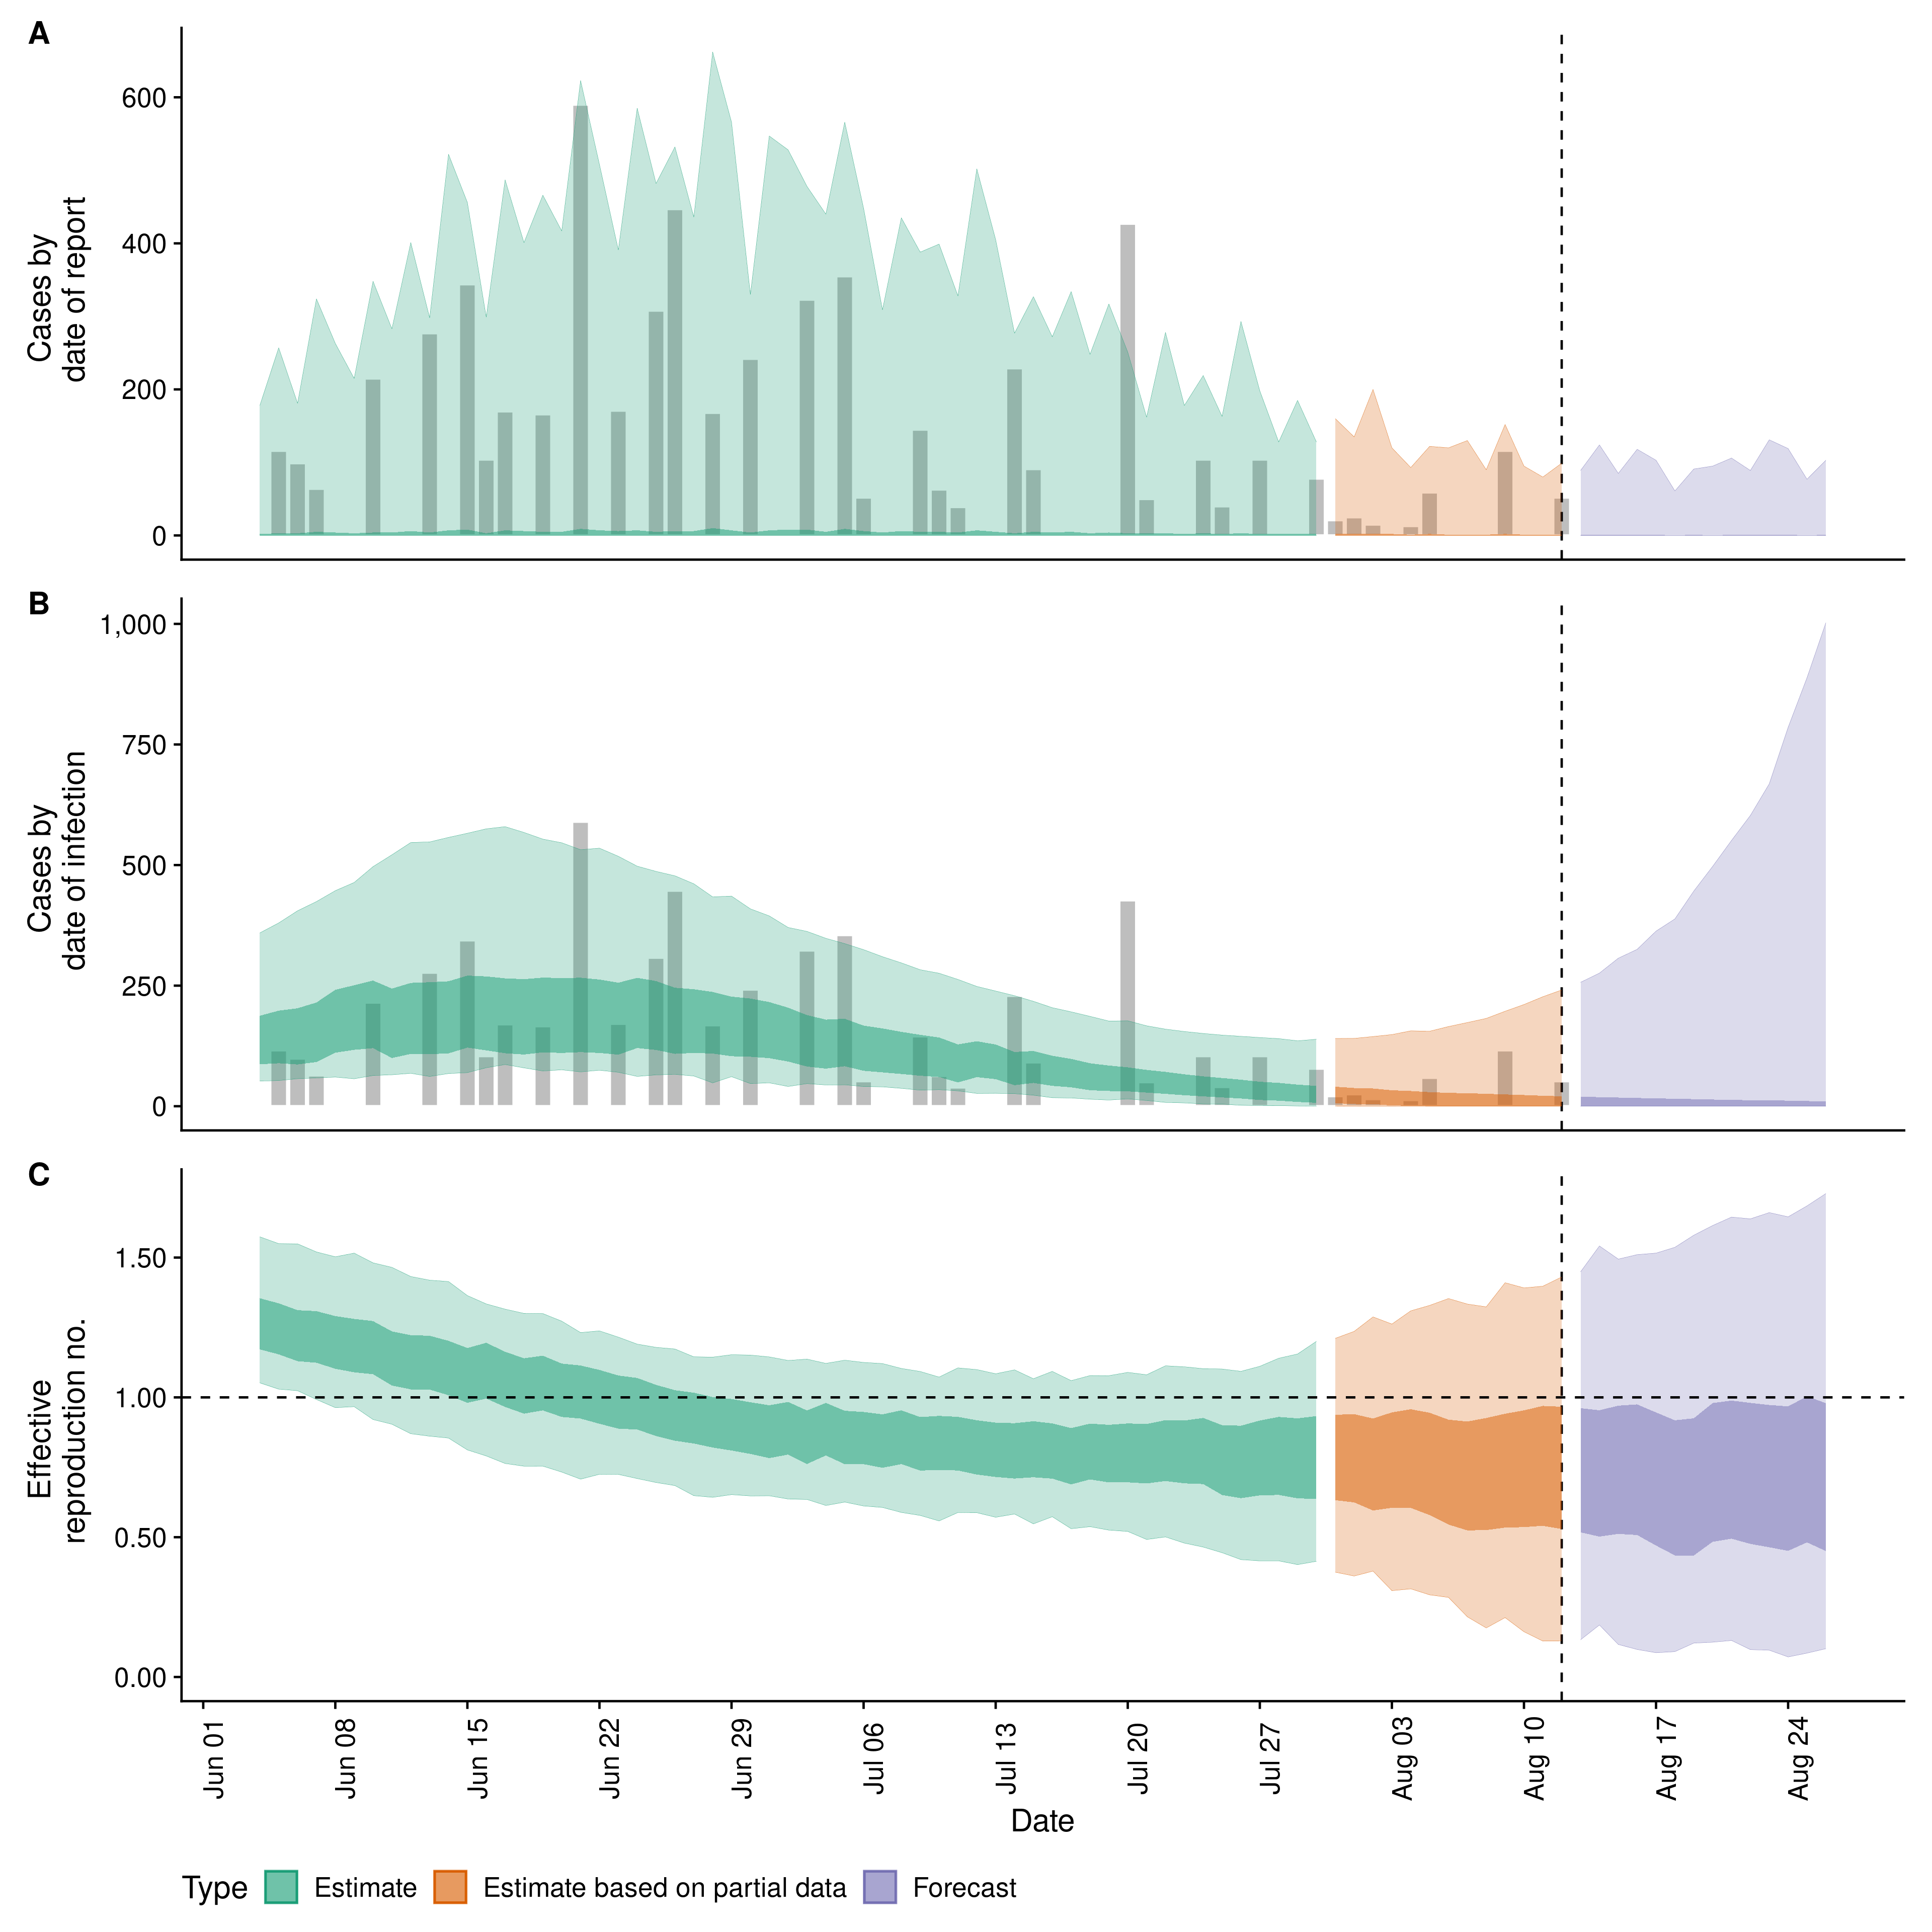 A
Cases by
date of report
600
400
200
0
B
Cases by
date of infection
1,000
750
500
250
0
C
Effective
reproduction no.
1.50
1.00
0.50
0.00
Jun 01
Jun 08
Jun 15
Jun 22
Jun 29
Jul 06
Jul 13
Jul 20
Jul 27
Aug 03
Aug 10
Aug 17
Aug 24
Date
Type Estimate Estimate based on partial data Forecast